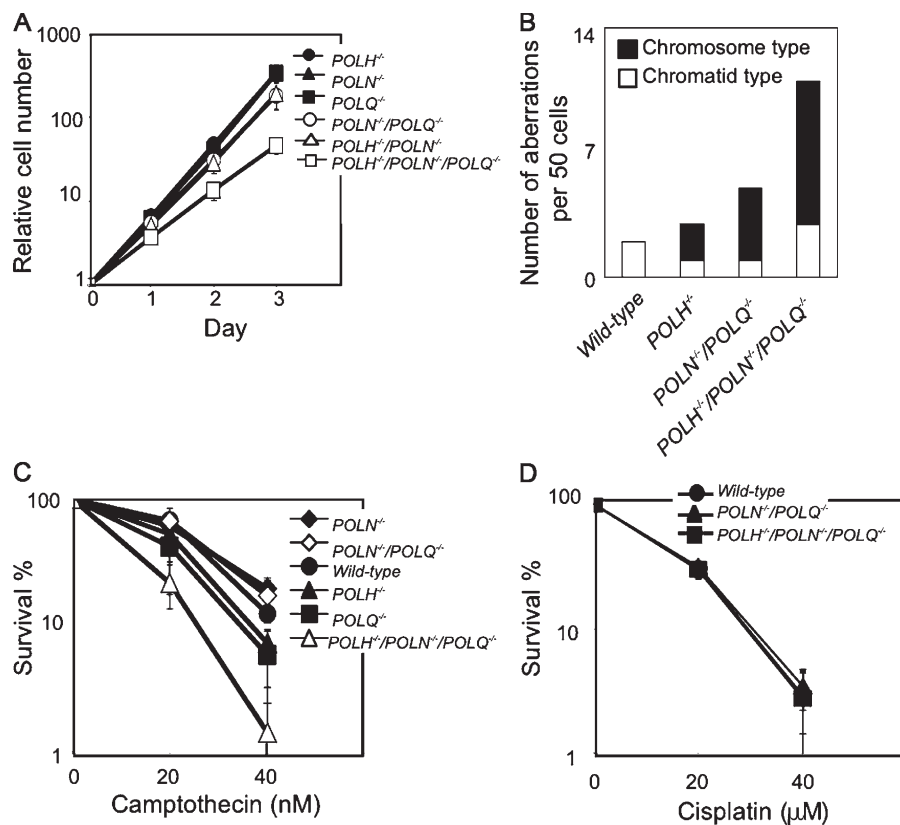 A
Relative cell number
1000
100
10
1
0
1
2
3
Day
POLH-/-
POLN-/-
POLQ-/-
POLN-/-/POLQ-/-
POLH-/-/POLN-/-
POLH-/-/POLN-/-/POLQ-/-
B
Number of aberrations
per 50 cells
14
7
0
Chromosome type
Chromatid type
Wild-type
POLH-/-
POLN-/-/POLQ-/-
POLH-/-/POLN-/-/POLQ-/-
C
Survival %
100
10
1
0
20
40
Camptothecin (nM)
POLN-/-
POLN-/-/POLQ-/-
Wild-type
POLH-/-
POLQ-/-
POLH-/-/POLN-/-/POLQ-/-
D
Survival %
100
10
1
0
20
40
Cisplatin (μM)
Wild-type
POLN-/-/POLQ-/-
POLH-/-/POLN-/-/POLQ-/-